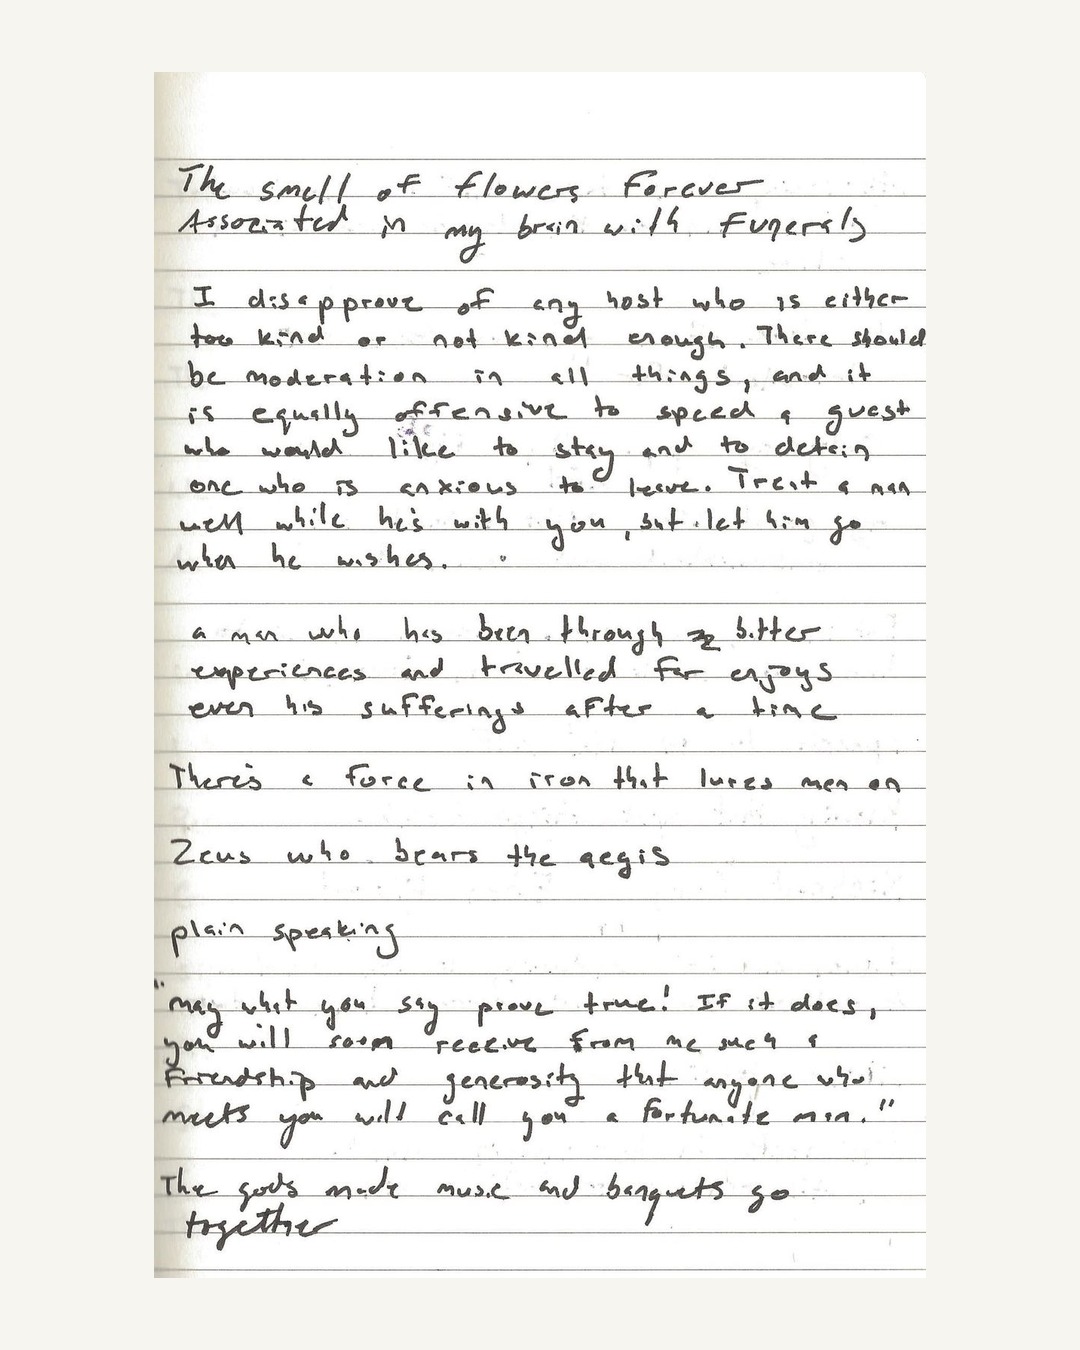 The smell of flowers Forever
Associated in my brain with Funerals
I disapprove of any host who is either
too kind or not kind enough. There should
be moderation in all things, and it
is equally offensive to speed a guest
who would like to stay and to detain
one who is anxious to leave. Treat a man
well while he's with you, but let him go
when he wishes.
a man who has been through bitter
experiences and travelled far enjoys
even his sufferings after a time
There's a force in iron that lures men on
Zeus who bears the aegis
plain speaking
"may what you say prove true! If it does,
you will soon receive from me such a
Friendship and generosity that anyone who
meets you will call you a fortunate man."
The gods made music and banquets go
together